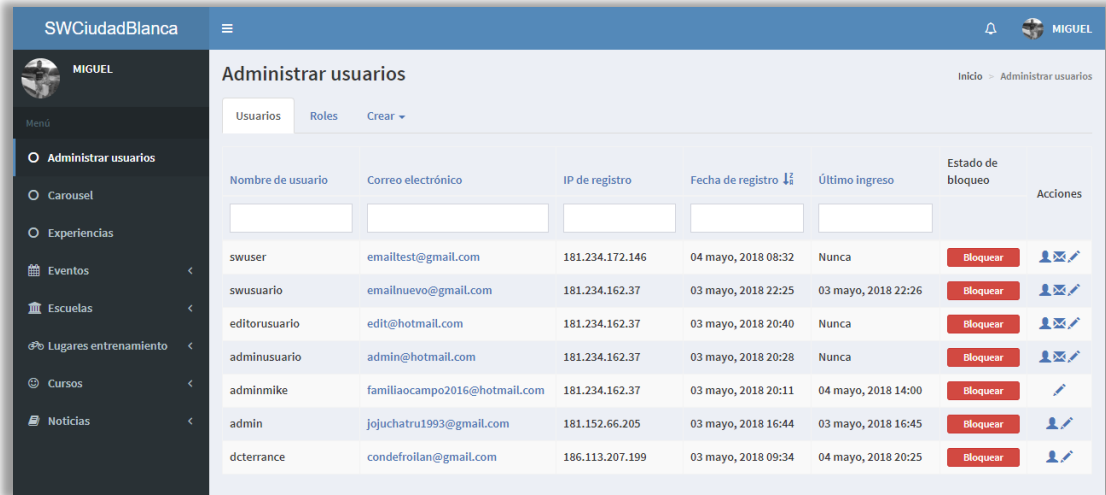 SWCiudadBlanca
MIGUEL
MIGUEL
Menú
Administrar usuarios
Carousel
Experiencias
Eventos
Escuelas
Lugares entrenamiento
Cursos
Noticias
Administrar usuarios
Inicio > Administrar usuarios
Usuarios Roles Crear
Nombre de usuario Correo electrónico IP de registro Fecha de registro Último ingreso Estado de bloqueo Acciones
swuser emailtest@gmail.com 181.234.172.146 04 mayo, 2018 08:32 Nunca Bloquear
swusuario emailnuevo@gmail.com 181.234.162.37 03 mayo, 2018 22:25 03 mayo, 2018 22:26 Bloquear
editorusuario edit@hotmail.com 181.234.162.37 03 mayo, 2018 20:40 Nunca Bloquear
adminusuario admin@hotmail.com 181.234.162.37 03 mayo, 2018 20:28 Nunca Bloquear
adminmike familiaocampo2016@hotmail.com 181.234.162.37 03 mayo, 2018 20:11 04 mayo, 2018 14:00 Bloquear
admin jojuchatru1993@gmail.com 181.152.66.205 03 mayo, 2018 16:44 03 mayo, 2018 16:45 Bloquear
dcterrance condefroilan@gmail.com 186.113.207.199 03 mayo, 2018 09:34 04 mayo, 2018 20:25 Bloquear